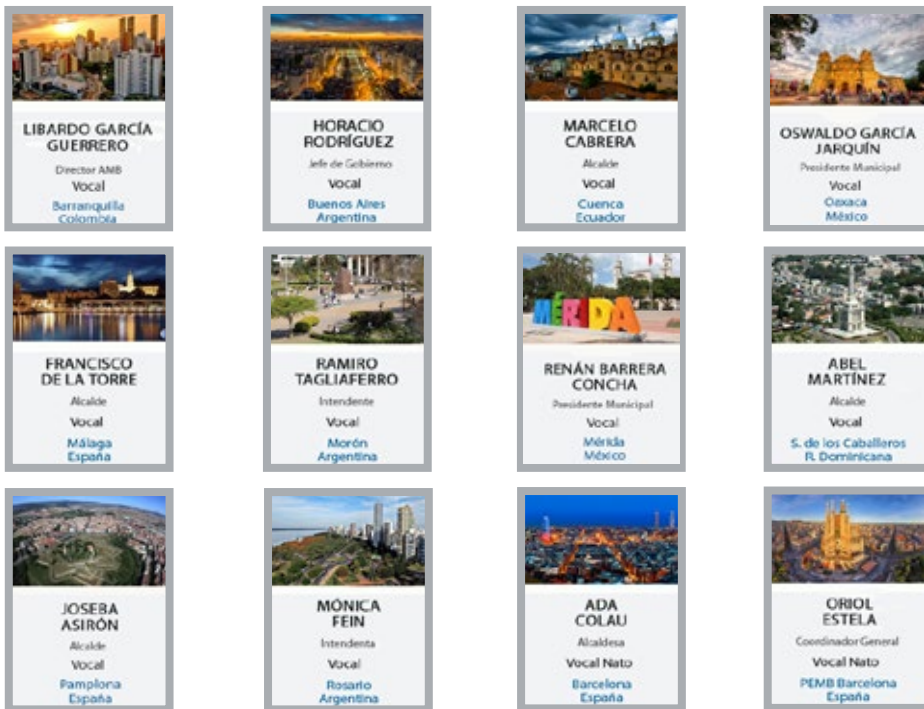 LIBARDO GARCÍA
GUERRERO
Director AMB
Vocal
Barranquilla
Colombia
HORACIO
RODRÍGUEZ
Jefe de Gobierno
Vocal
Buenos Aires
Argentina
MARCELO
CABRERA
Alcalde
Vocal
Cuenca
Ecuador
OSWALDO GARCÍA
JARQUÍN
Presidente Municipal
Vocal
Oaxaca
México
FRANCISCO
DE LA TORRE
Alcalde
Vocal
Málaga
España
RAMIRO
TAGLIAFERRO
Intendente
Vocal
Morón
Argentina
MÉRIDA
RENÁN BARRERA
CONCHA
Presidente Municipal
Vocal
Mérida
México
ABEL
MARTÍNEZ
Alcalde
Vocal
S. de los Caballeros
R. Dominicana
JOSEBA
ASIRÓN
Alcalde
Vocal
Pamplona
España
MÓNICA
FEIN
Intendenta
Vocal
Rosario
Argentina
ADA
COLAU
Alcaldesa
Vocal Nato
Barcelona
España
ORIOL
ESTELA
Coordinador General
Vocal Nato
PEMB Barcelona
España